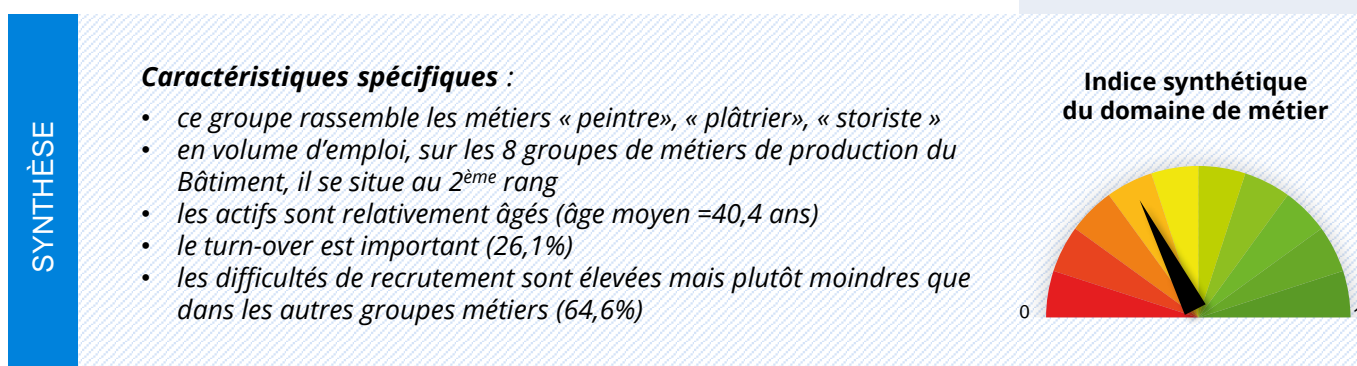 SYNTHÈSE
Caractéristiques spécifiques :
• ce groupe rassemble les métiers « peintre», « plâtrier», « storiste »
• en volume d’emploi, sur les 8 groupes de métiers de production du
Bâtiment, il se situe au 2ème rang
• les actifs sont relativement âgés (âge moyen =40,4 ans)
• le turn-over est important (26,1%)
• les difficultés de recrutement sont élevées mais plutôt moindres que
dans les autres groupes métiers (64,6%)
Indice synthétique
du domaine de métier
0